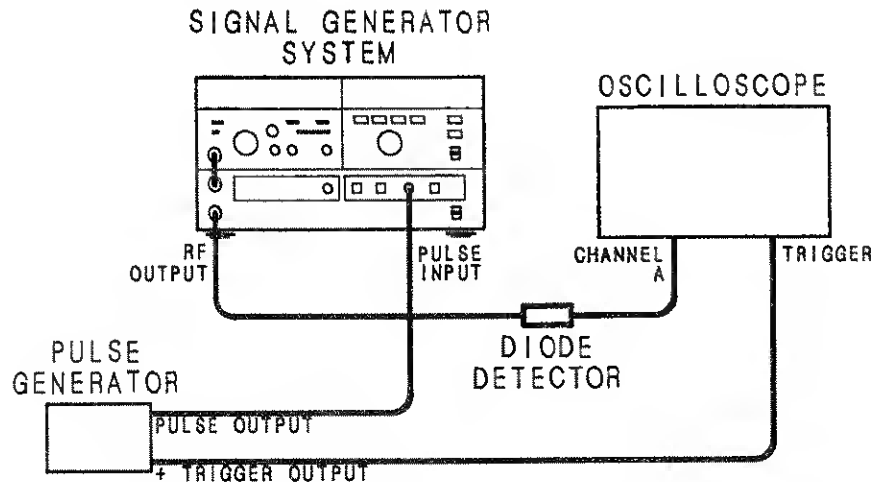 SIGNAL GENERATOR
SYSTEM
OSCILLOSCOPE
RF
OUTPUT
PULSE
INPUT
CHANNEL
A
TRIGGER
DIODE
DETECTOR
PULSE
GENERATOR
PULSE OUTPUT
+ TRIGGER OUTPUT